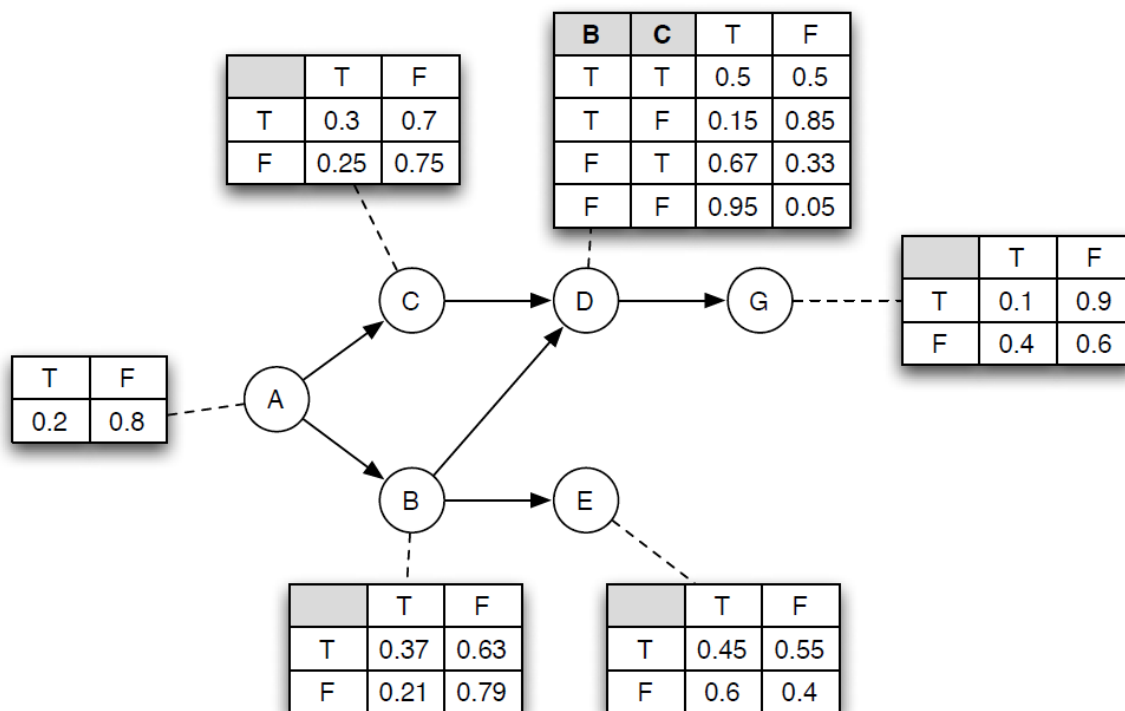 B C T F
T T 0.5 0.5
T F 0.15 0.85
F T 0.67 0.33
F F 0.95 0.05
T F
T 0.3 0.7
F 0.25 0.75
T F
T 0.1 0.9
F 0.4 0.6
C
D
G
T F
0.2 0.8
A
B
E
T F
T 0.37 0.63
F 0.21 0.79
T F
T 0.45 0.55
F 0.6 0.4